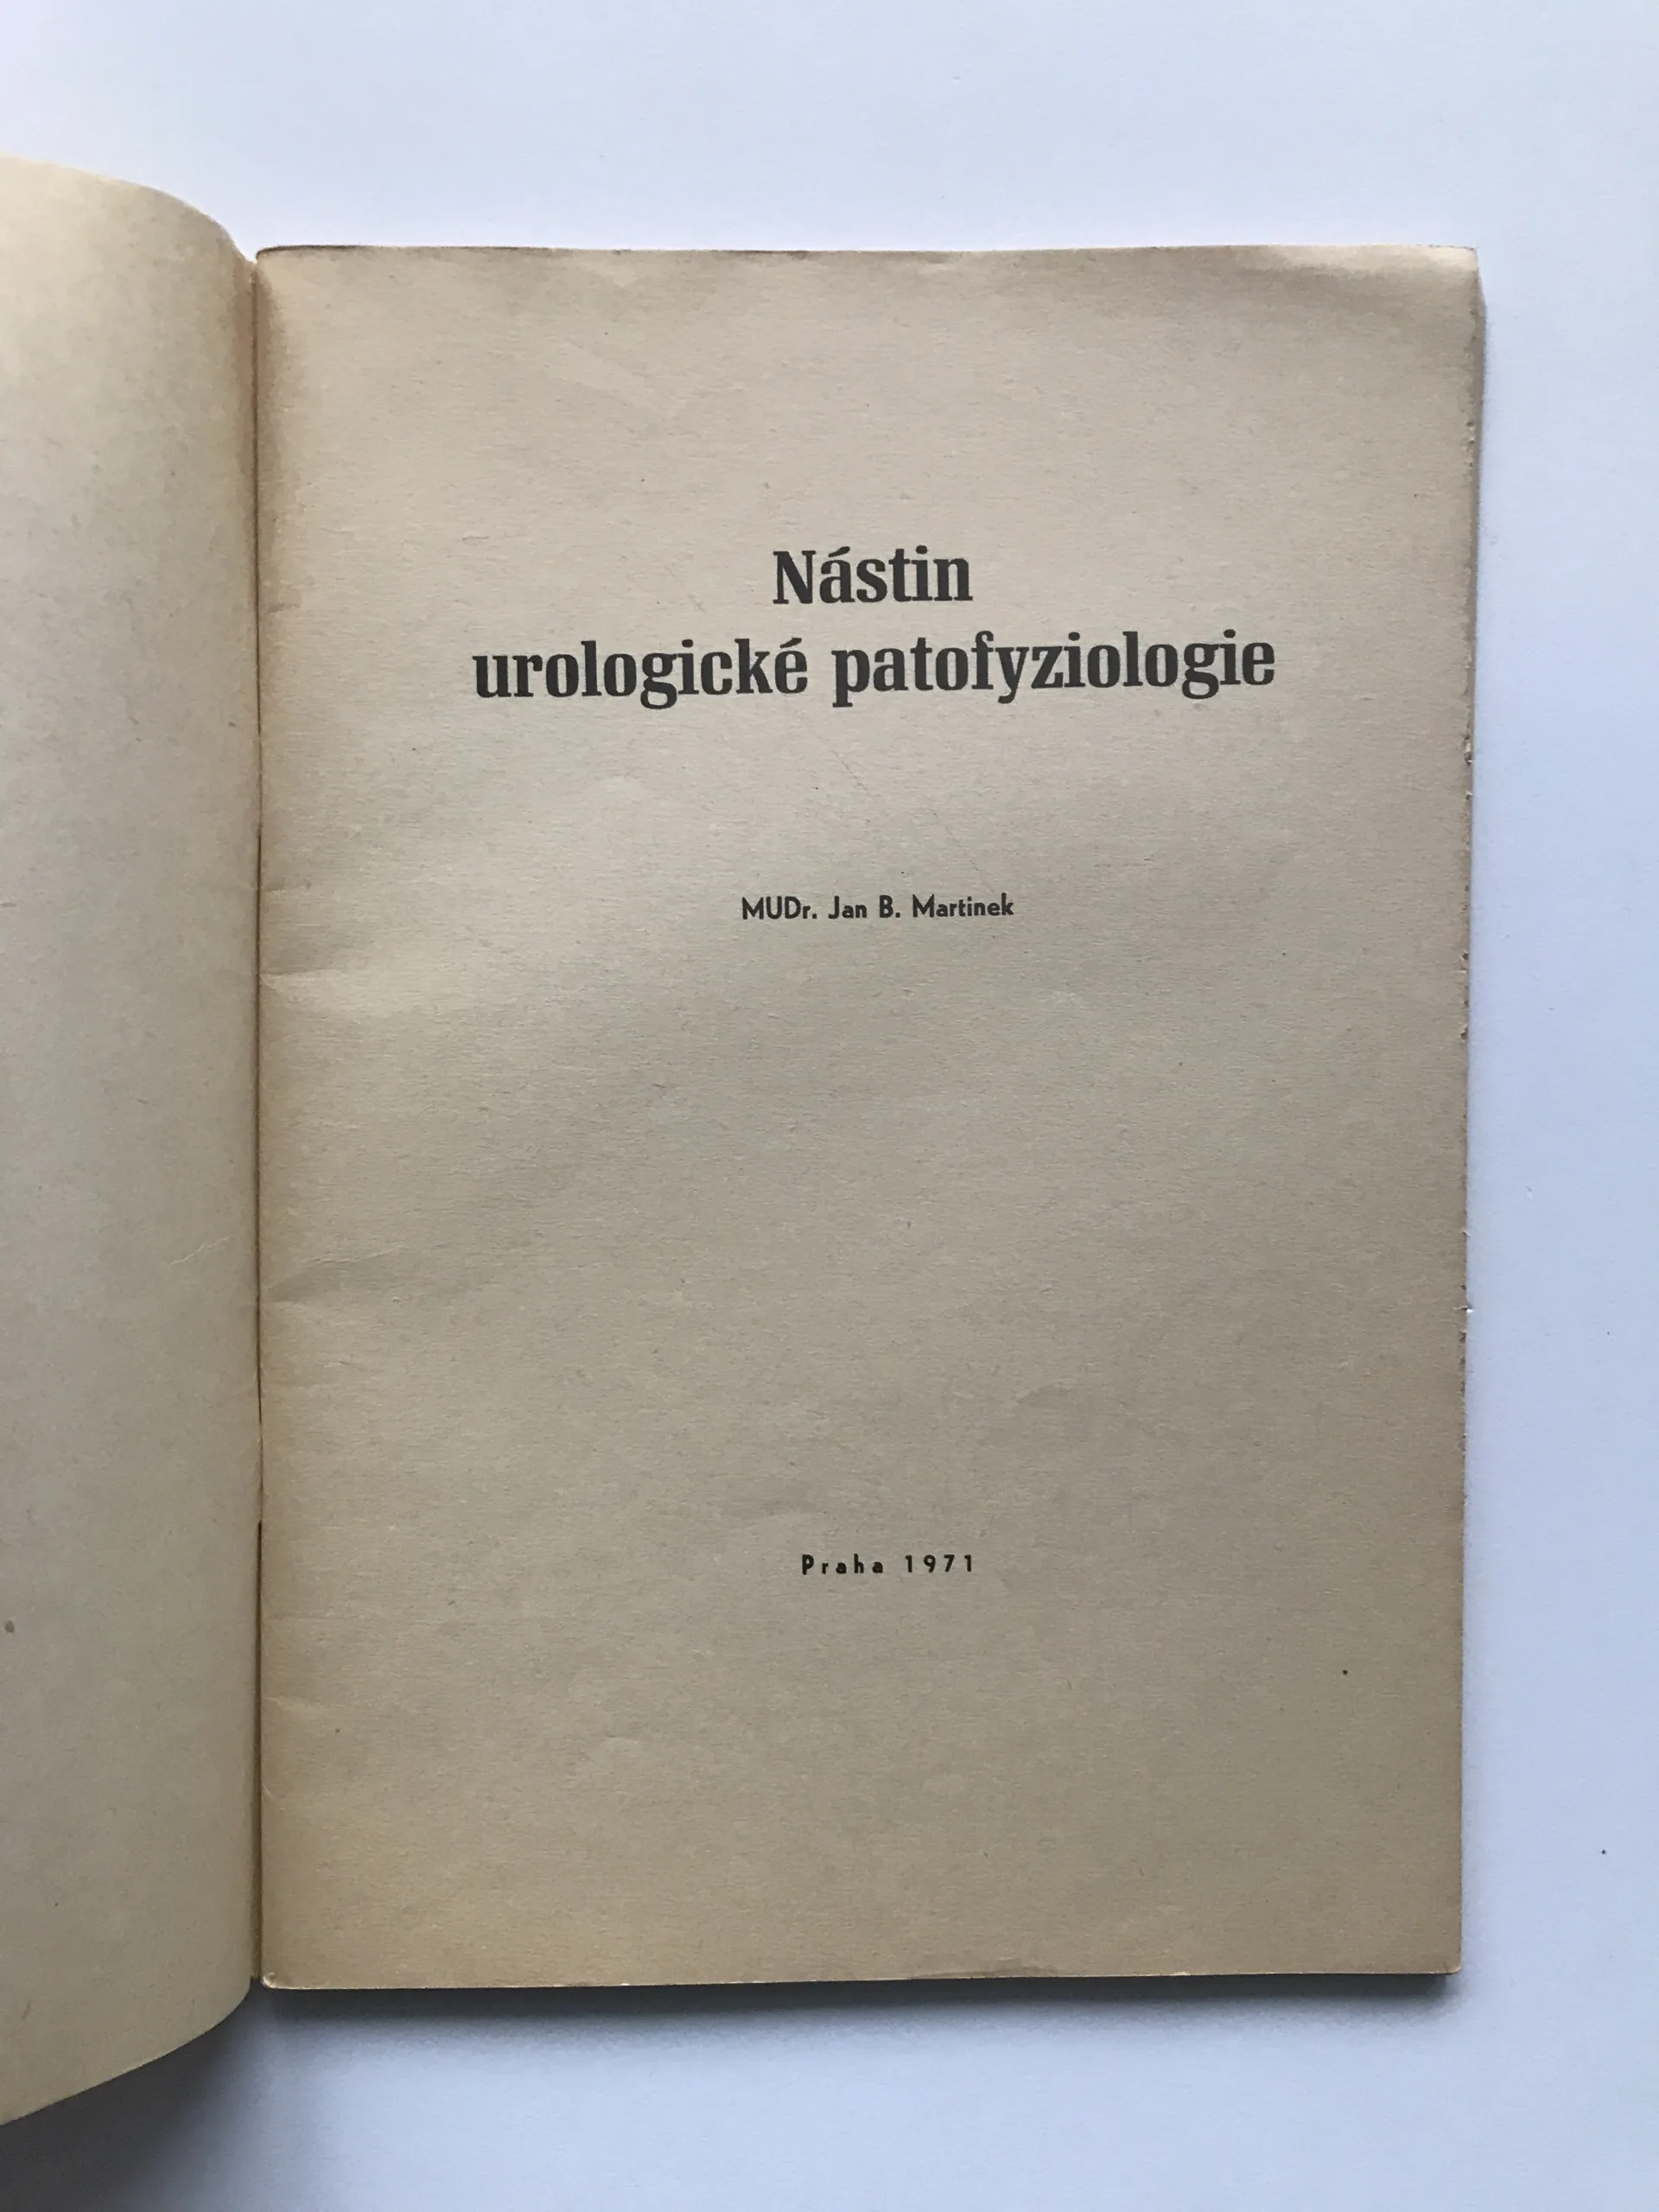 Nástin
urologické patofyziologie
MUDr. Jan B. Martinek
Praha 1971